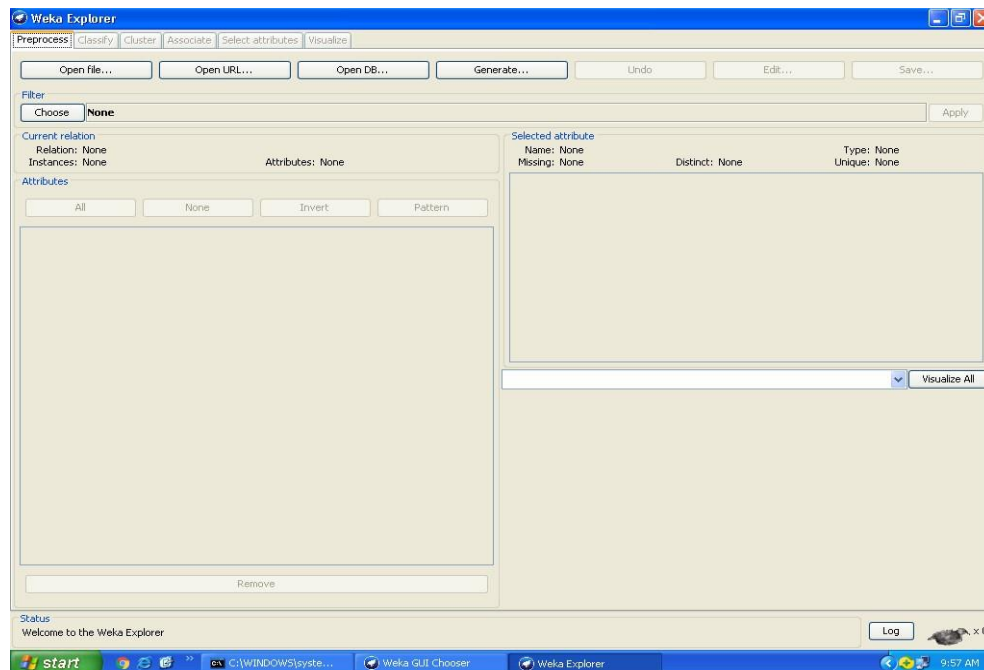 Weka Explorer
Preprocess Classify Cluster Associate Select attributes Visualize
Open file... Open URL... Open DB... Generate... Undo Edit... Save...
Filter
Choose None Apply
Current relation
Relation: None
Instances: None Attributes: None
Attributes
All None Invert Pattern
Remove
Selected attribute
Name: None Type: None
Missing: None Distinct: None Unique: None
Visualize All
Status
Welcome to the Weka Explorer
Log
start C:\WINDOWS\syste... Weka GUI Chooser Weka Explorer 9:57 AM